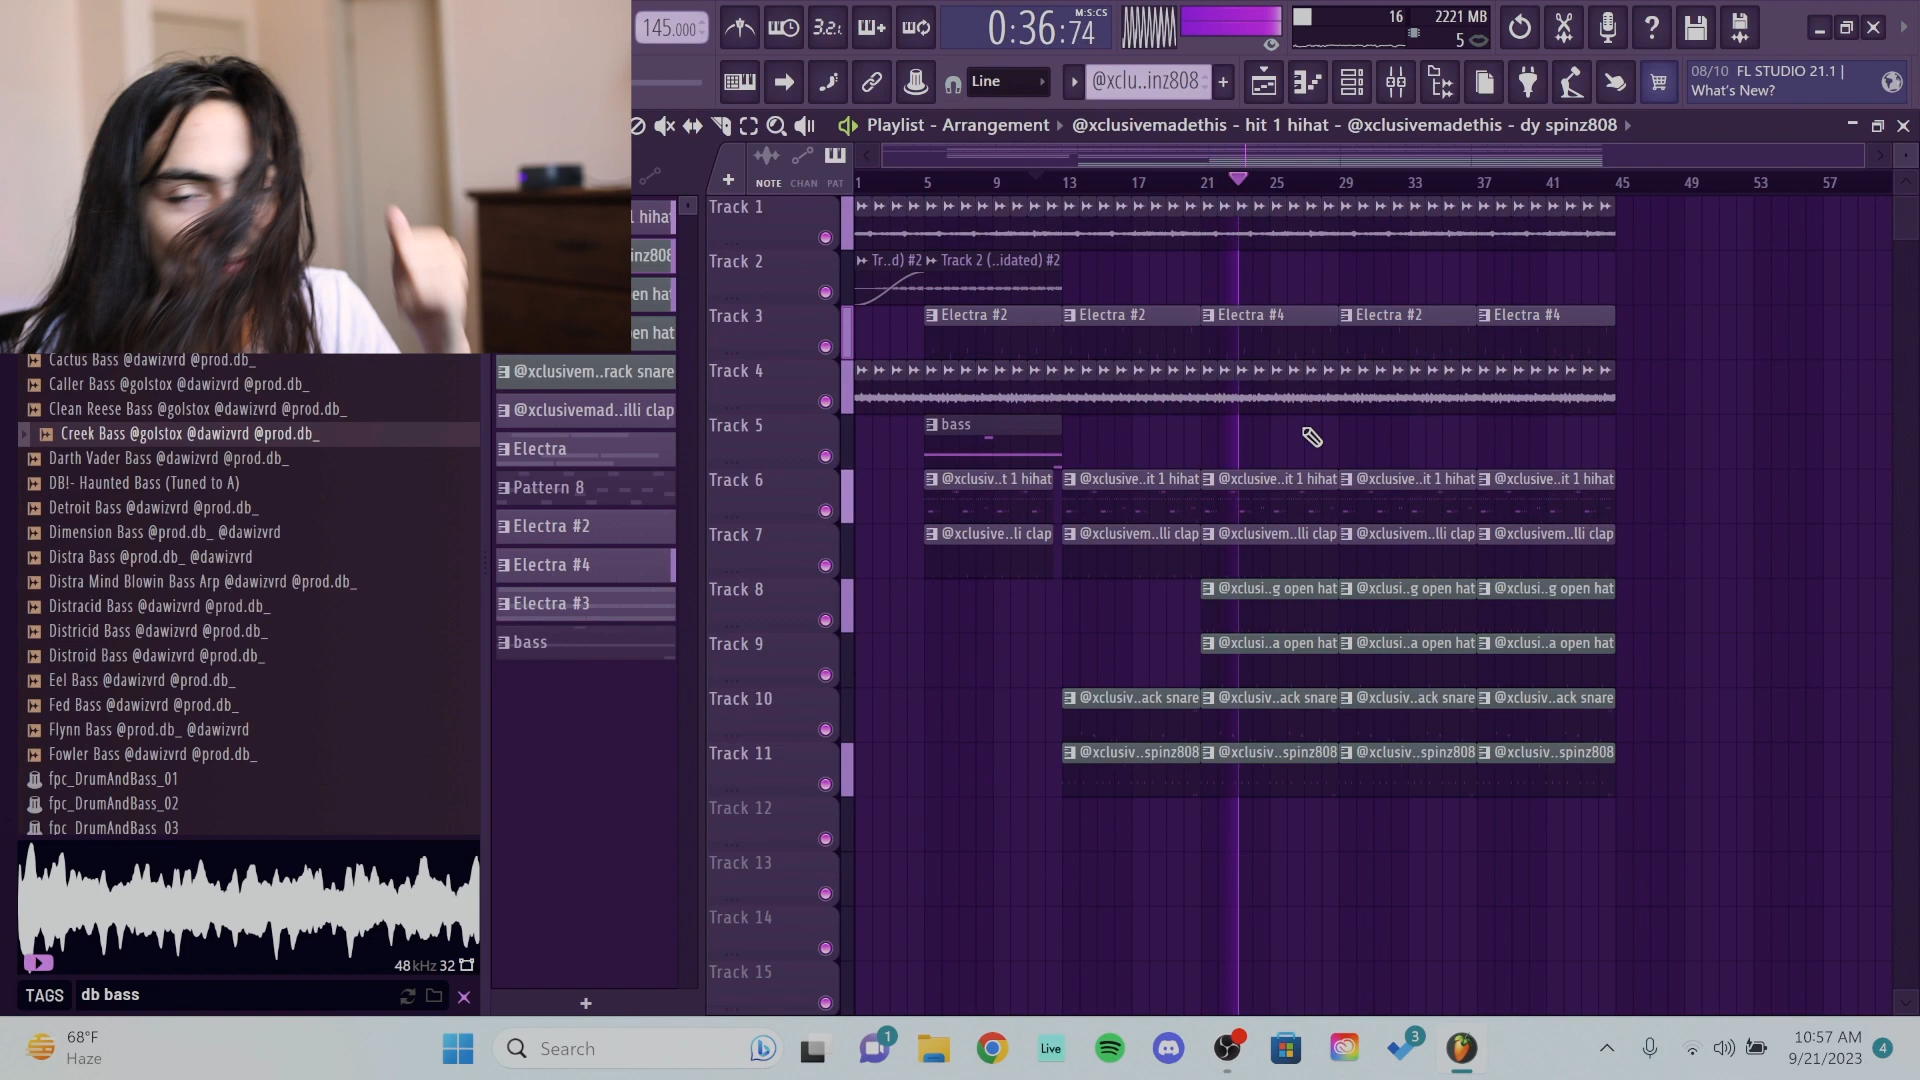 145.000
3.2.
0:36:74
M:S:CS
16
2221 MB
5
Line
@xclu..inz808
08/10 FL STUDIO 21.1 |
What's New?
Playlist - Arrangement
@xclusivemadethis - hit 1 hihat - @xclusivemadethis - dy spinz808
NOTE CHAN PAT
1 5 9 13 17 21 25 29 33 37 41 45 49 53 57
Track 1
Track 2
Tr..d) #2
Track 2 (..idated) #2
Track 3
Electra #2
Electra #2
Electra #4
Electra #2
Electra #4
Track 4
Track 5
bass
Track 6
@xclusiv..t 1 hihat
@xclusive..it 1 hihat
@xclusive..it 1 hihat
@xclusive..it 1 hihat
@xclusive..it 1 hihat
Track 7
@xclusive..li clap
@xclusivem..lli clap
@xclusivem..lli clap
@xclusivem..lli clap
@xclusivem..lli clap
Track 8
@xclusi..g open hat
@xclusi..g open hat
@xclusi..g open hat
Track 9
@xclusi..a open hat
@xclusi..a open hat
@xclusi..a open hat
Track 10
@xclusiv..ack snare
@xclusiv..ack snare
@xclusiv..ack snare
@xclusiv..ack snare
Track 11
@xclusiv..spinz808
@xclusiv..spinz808
@xclusiv..spinz808
@xclusiv..spinz808
Track 12
Track 13
Track 14
Track 15
1 hihat
inz808
en hat
en hat
@xclusivem..rack snare
@xclusivemad..illi clap
Electra
Pattern 8
Electra #2
Electra #4
Electra #3
bass
Cactus Bass @dawizvrd @prod.db_
Caller Bass @golstox @dawizvrd @prod.db_
Clean Reese Bass @golstox @dawizvrd @prod.db_
Creek Bass @golstox @dawizvrd @prod.db_
Darth Vader Bass @dawizvrd @prod.db_
DB!- Haunted Bass (Tuned to A)
Detroit Bass @dawizvrd @prod.db_
Dimension Bass @prod.db_ @dawizvrd
Distra Bass @prod.db_ @dawizvrd
Distra Mind Blowin Bass Arp @dawizvrd @prod.db_
Distracid Bass @dawizvrd @prod.db_
Districid Bass @dawizvrd @prod.db_
Distroid Bass @dawizvrd @prod.db_
Eel Bass @dawizvrd @prod.db_
Fed Bass @dawizvrd @prod.db_
Flynn Bass @prod.db_ @dawizvrd
Fowler Bass @dawizvrd @prod.db_
fpc_DrumAndBass_01
fpc_DrumAndBass_02
fpc_DrumAndBass_03
48kHz 32
TAGS db bass
68°F
Haze
Search
1
Live
3
10:57 AM
9/21/2023
4